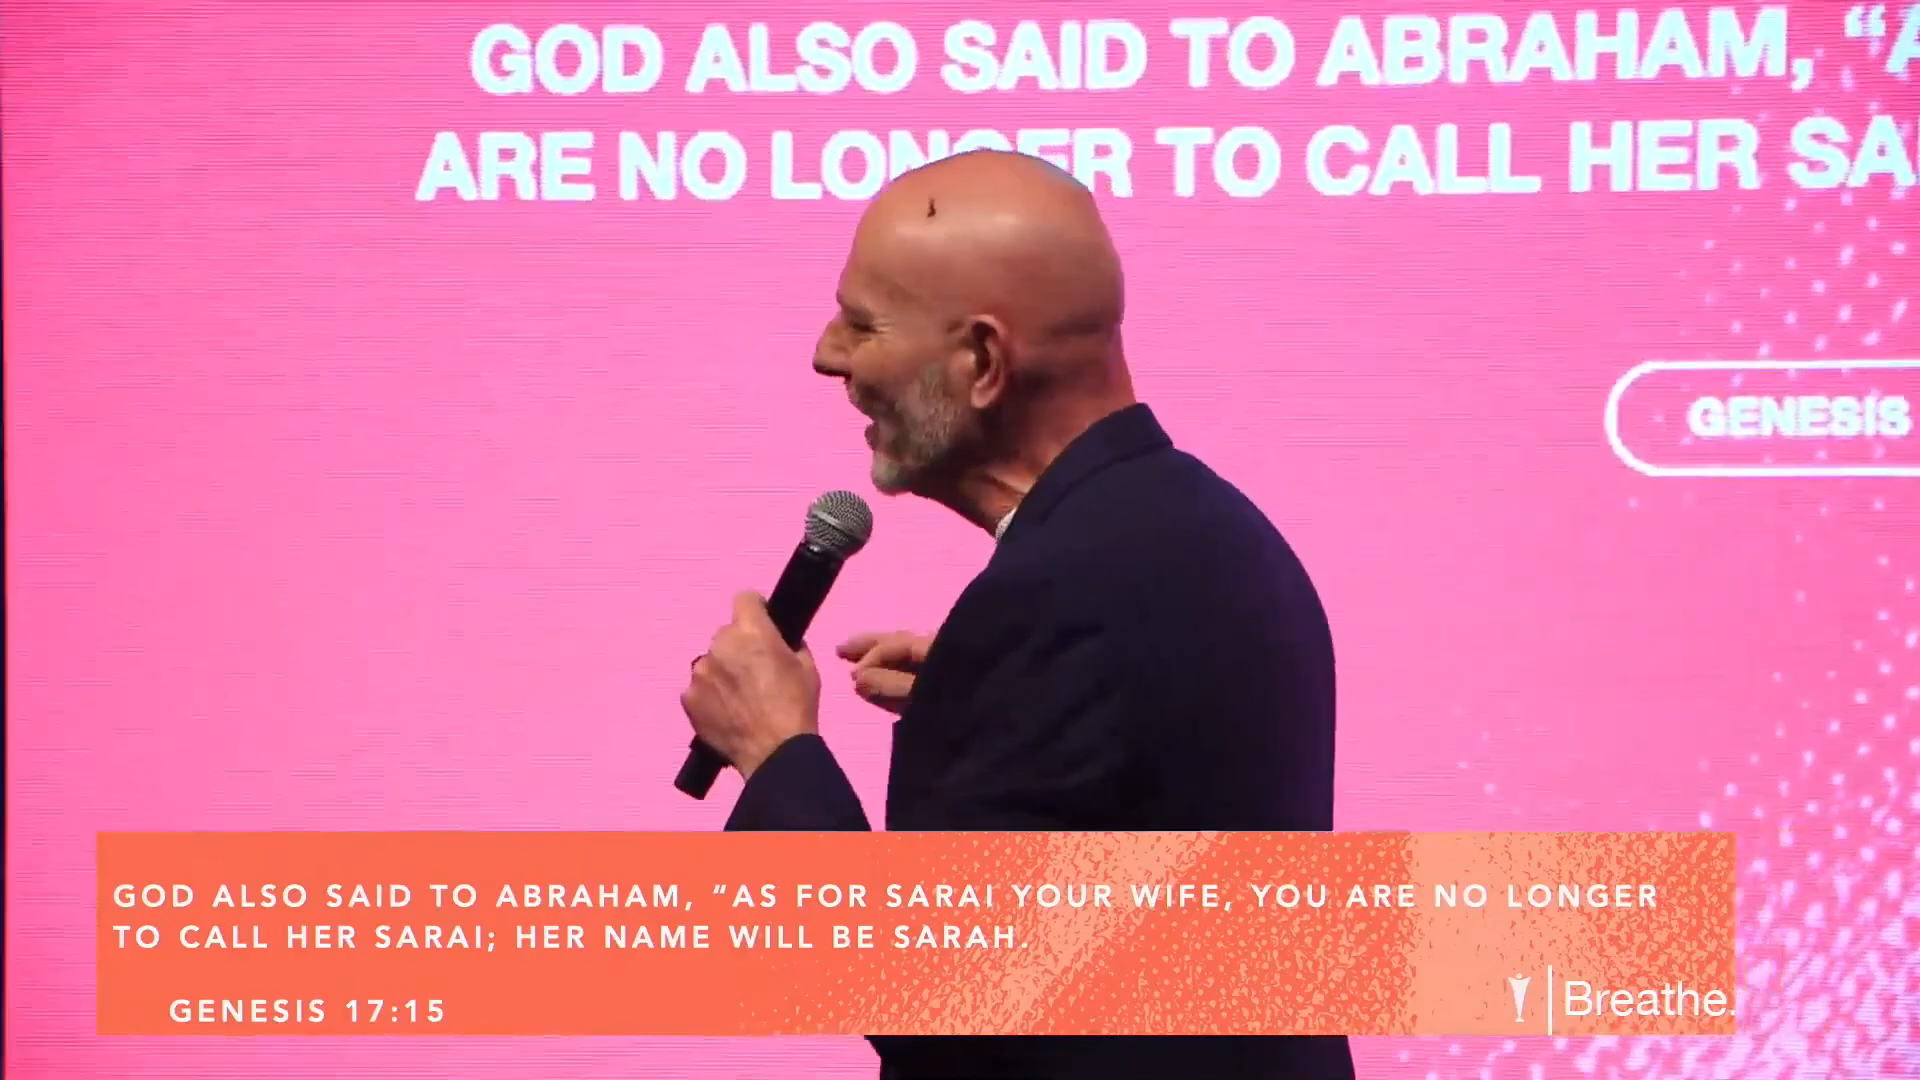 GOD ALSO SAID TO ABRAHAM, “A
ARE NO LONGER TO CALL HER SA
GENESIS
GOD ALSO SAID TO ABRAHAM, “AS FOR SARAI YOUR WIFE, YOU ARE NO LONGER
TO CALL HER SARAI; HER NAME WILL BE SARAH.
GENESIS 17:15
Breathe.